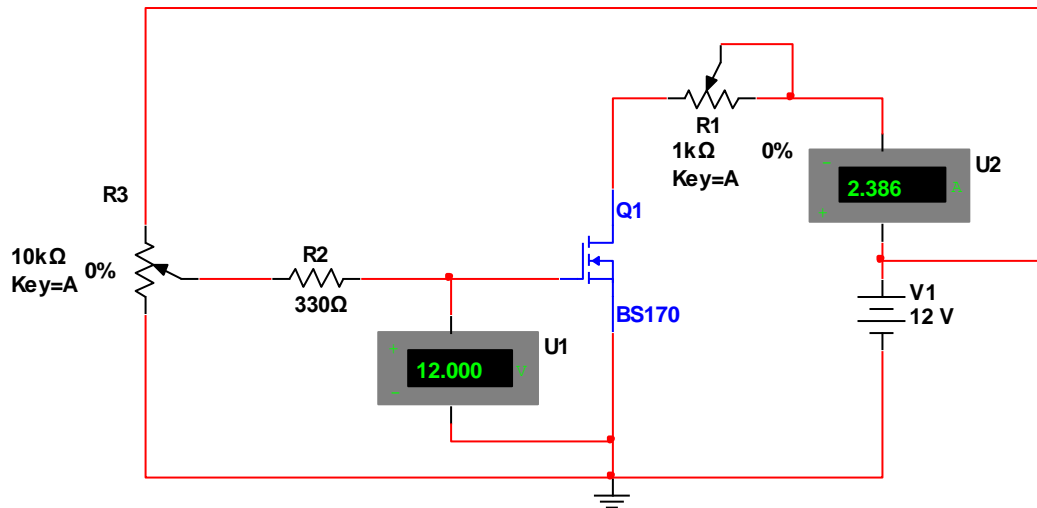 R1
1kΩ
Key=A
0%
-
2.386
A
+
U2
R3
Q1
10kΩ
Key=A
0%
R2
330Ω
BS170
V1
12 V
+
12.000
V
-
U1